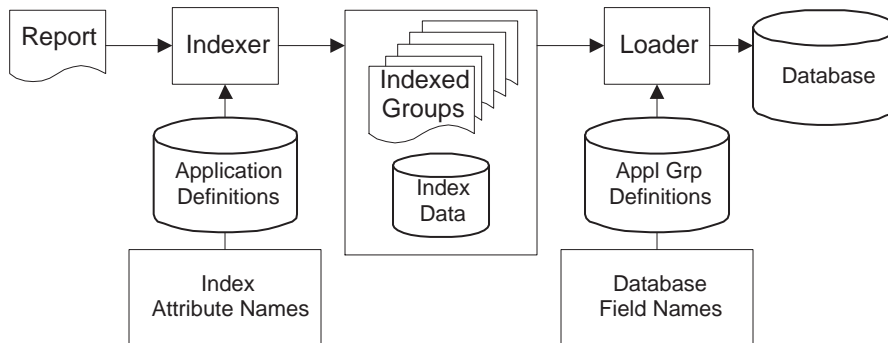 Report
Indexer
Indexed
Groups
Loader
Database
Application
Definitions
Index
Data
Appl Grp
Definitions
Index
Attribute Names
Database
Field Names